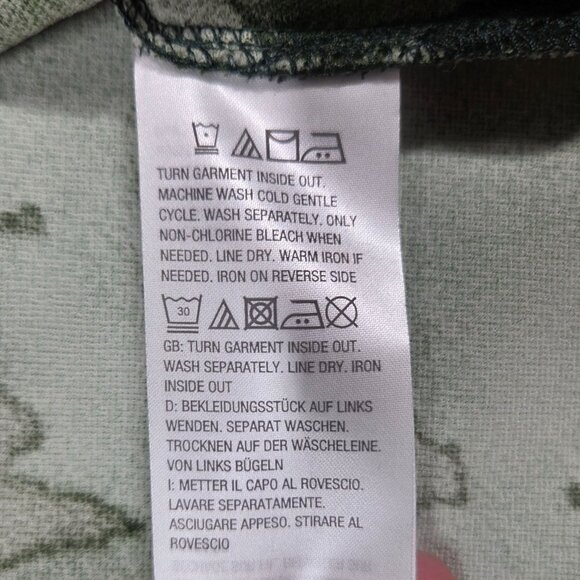 TURN GARMENT INSIDE OUT.
MACHINE WASH COLD GENTLE
CYCLE. WASH SEPARATELY. ONLY
NON-CHLORINE BLEACH WHEN
NEEDED. LINE DRY. WARM IRON IF
NEEDED. IRON ON REVERSE SIDE
30
GB: TURN GARMENT INSIDE OUT.
WASH SEPARATELY. LINE DRY. IRON
INSIDE OUT
D: BEKLEIDUNGSSTÜCK AUF LINKS
WENDEN. SEPARAT WASCHEN.
TROCKNEN AUF DER WÄSCHELEINE.
VON LINKS BÜGELN
I: METTER IL CAPO AL ROVESCIO.
LAVARE SEPARATAMENTE.
ASCIUGARE APPESO. STIRARE AL
ROVESCIO